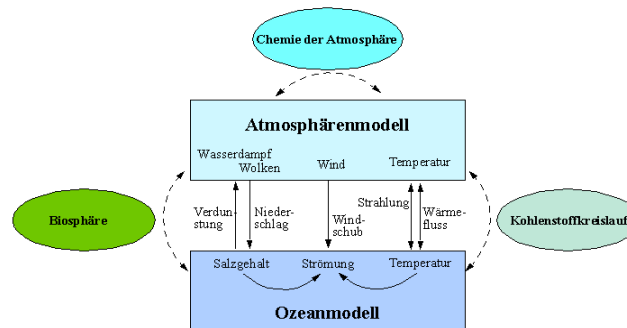 Chemie der Atmosphäre
Atmosphärenmodell
Wasserdampf
Wolken
Wind
Temperatur
Biosphäre
Verdun-
stung
Nieder-
schlag
Wind-
schub
Strahlung
Wärme-
fluss
Kohlenstoffkreislauf
Salzgehalt
Strömung
Temperatur
Ozeanmodell